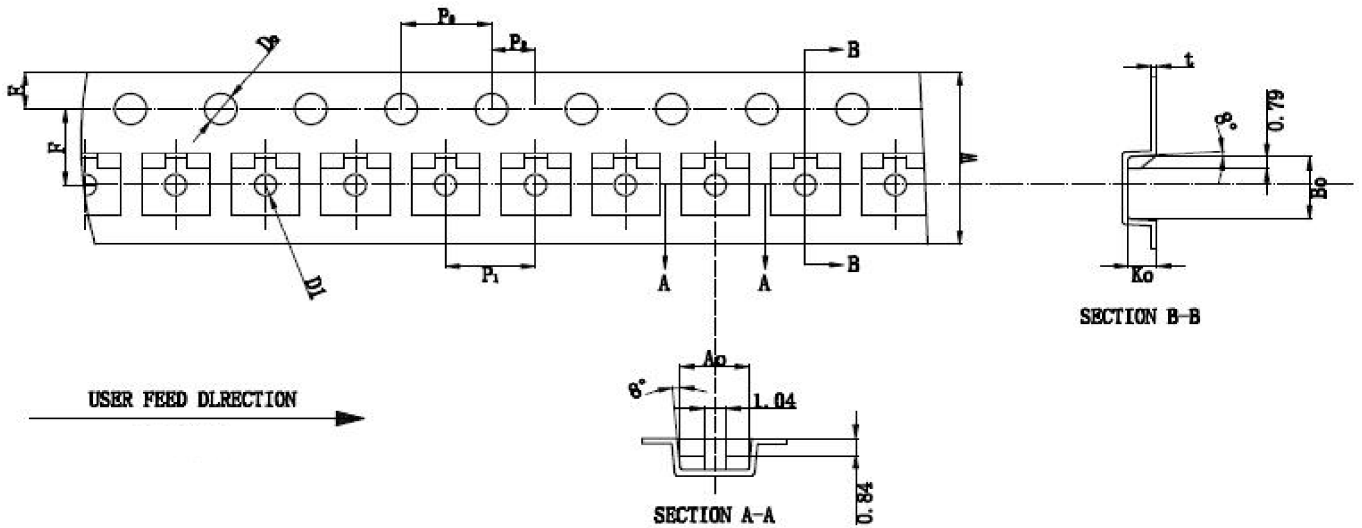 P₀
P₂
D₀
B
E
t
F
W
8°
0.79
Bo
D1
P₁
A
A
B
Ko
SECTION B-B
Ao
8°
1.04
USER FEED DLRECTION
0.84
SECTION A-A